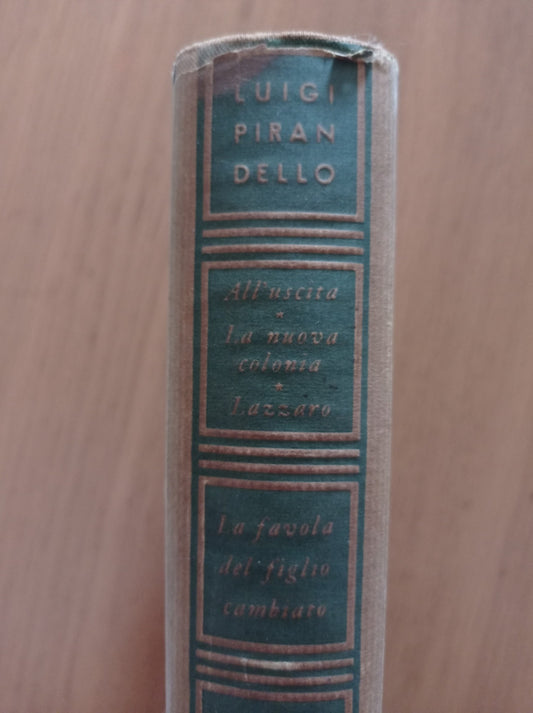 LUIGI
PIRAN
DELLO
All'uscita
*
La nuova
colonia
*
Lazzaro
La favola
del figlio
cambiato